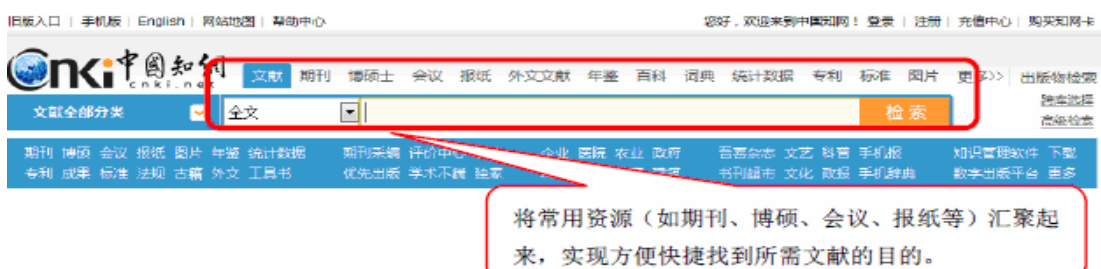 旧版入口 | 手机版 | English | 网站地图 | 帮助中心
您好，欢迎来到中国知网！ 登录 | 注册 | 充值中心 | 购买知网卡
Cnki 中國知網
cnki.net
文献 期刊 博硕士 会议 报纸 外文文献 年鉴 百科 词典 统计数据 专利 标准 图片 更多>> 出版物检索
文献全部分类 全文 检索
跨库选择
高级检索
期刊 博硕 会议 报纸 图片 年鉴 统计数据 期刊采编 评价中心 企业 医院 农业 政府 吾喜杂志 文艺 科普 手机报 知识管理软件 下载
专利 成果 标准 法规 古籍 外文 工具书 优先出版 学术不端 独家 书刊超市 文化 政报 手机辞典 数字出版平台 更多
将常用资源（如期刊、博硕、会议、报纸等）汇聚起
来，实现方便快捷找到所需文献的目的。